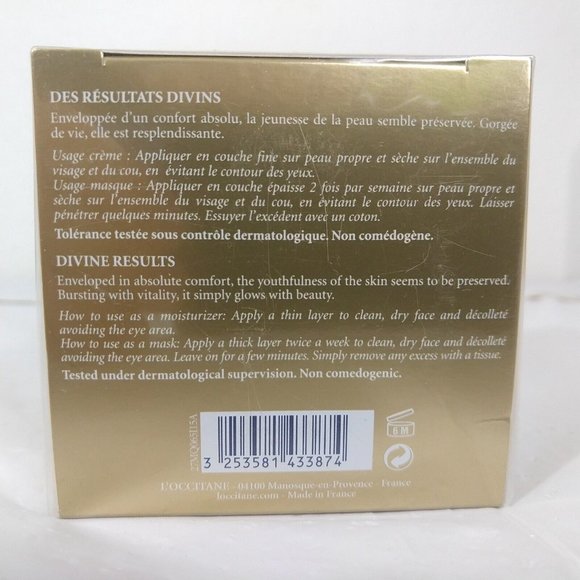 DES RÉSULTATS DIVINS
Enveloppée d'un confort absolu, la jeunesse de la peau semble préservée. Gorgée
de vie, elle est resplendissante.
Usage crème : Appliquer en couche fine sur peau propre et sèche sur l'ensemble du
visage et du cou, en évitant le contour des yeux.
Usage masque : Appliquer en couche épaisse 2 fois par semaine sur peau propre et
sèche sur l'ensemble du visage et du cou, en évitant le contour des yeux. Laisser
pénétrer quelques minutes. Essuyer l'excédent avec un coton.
Tolérance testée sous contrôle dermatologique. Non comédogène.
DIVINE RESULTS
Enveloped in absolute comfort, the youthfulness of the skin seems to be preserved.
Bursting with vitality, it simply glows with beauty.
How to use as a moisturizer: Apply a thin layer to clean, dry face and décolleté
avoiding the eye area.
How to use as a mask: Apply a thick layer twice a week to clean, dry face and décolleté
avoiding the eye area. Leave on for a few minutes. Simply remove any excess with a tissue.
Tested under dermatological supervision. Non comedogenic.
27MQ065I15A
3 253581 433874
6 M
L'OCCITANE - 04100 Manosque-en-Provence - France
loccitane.com - Made in France